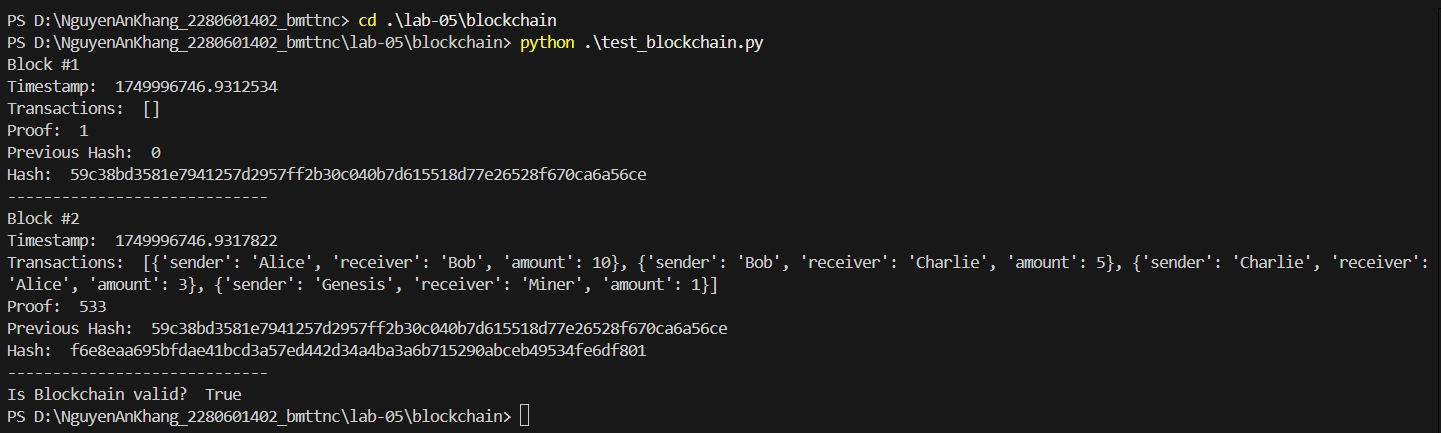 PS D:\NguyenAnKhang_2280601402_bmttnc> cd .\lab-05\blockchain
PS D:\NguyenAnKhang_2280601402_bmttnc\lab-05\blockchain> python .\test_blockchain.py
Block #1
Timestamp:  1749996746.9312534
Transactions:  []
Proof:  1
Previous Hash:  0
Hash:  59c38bd3581e7941257d2957ff2b30c040b7d615518d77e26528f670ca6a56ce
-----------------------------
Block #2
Timestamp:  1749996746.9317822
Transactions:  [{'sender': 'Alice', 'receiver': 'Bob', 'amount': 10}, {'sender': 'Bob', 'receiver': 'Charlie', 'amount': 5}, {'sender': 'Charlie', 'receiver':
'Alice', 'amount': 3}, {'sender': 'Genesis', 'receiver': 'Miner', 'amount': 1}]
Proof:  533
Previous Hash:  59c38bd3581e7941257d2957ff2b30c040b7d615518d77e26528f670ca6a56ce
Hash:  f6e8eaa695bfdae41bcd3a57ed442d34a4ba3a6b715290abceb49534fe6df801
-----------------------------
Is Blockchain valid?  True
PS D:\NguyenAnKhang_2280601402_bmttnc\lab-05\blockchain>